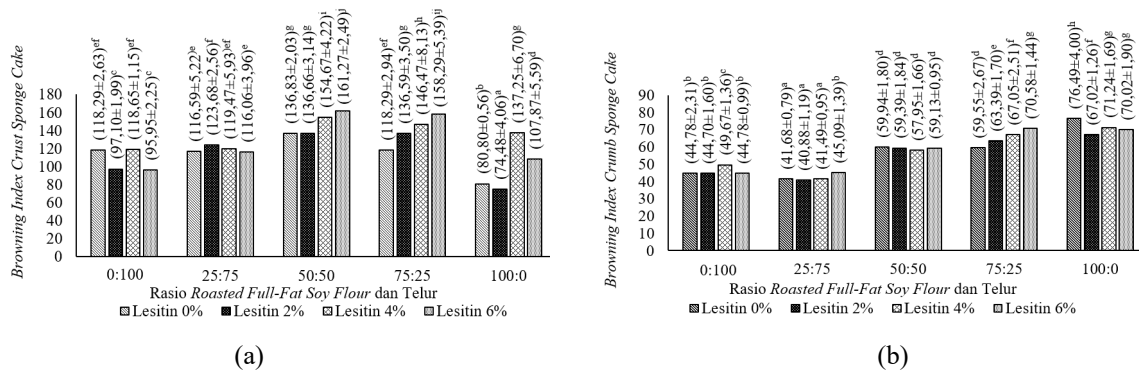 Browning Index Crust Sponge Cake
180
160
140
120
100
80
60
40
20
0
(118,29±2,63)ef
(97,10±1,99)c
(118,65±1,15)ef
(95,95±2,25)c
(116,59±5,22)e
(123,68±2,56)f
(119,47±5,93)ef
(116,06±3,96)e
(136,83±2,03)g
(136,66±3,14)g
(154,67±4,22)i
(161,27±2,49)j
(118,29±2,94)ef
(136,59±3,50)g
(146,47±8,13)h
(158,29±5,39)ij
(80,80±0,56)b
(74,48±4,06)a
(137,25±6,70)g
(107,87±5,59)d
0:100 25:75 50:50 75:25 100:0
Rasio Roasted Full-Fat Soy Flour dan Telur
Lesitin 0% Lesitin 2% Lesitin 4% Lesitin 6%
(a)
Browning Index Crumb Sponge Cake
90
80
70
60
50
40
30
20
10
0
(44,78±2,31)b
(44,70±1,60)b
(49,67±1,36)c
(44,78±0,99)b
(41,68±0,79)a
(40,88±1,19)a
(41,49±0,95)a
(45,09±1,39)b
(59,94±1,80)d
(59,39±1,84)d
(57,95±1,66)d
(59,13±0,95)d
(59,55±2,67)d
(63,39±1,70)e
(67,05±2,51)f
(70,58±1,44)g
(76,49±4,00)h
(67,02±1,26)f
(71,24±1,69)g
(70,02±1,90)g
0:100 25:75 50:50 75:25 100:0
Rasio Roasted Full-Fat Soy Flour dan Telur
Lesitin 0% Lesitin 2% Lesitin 4% Lesitin 6%
(b)